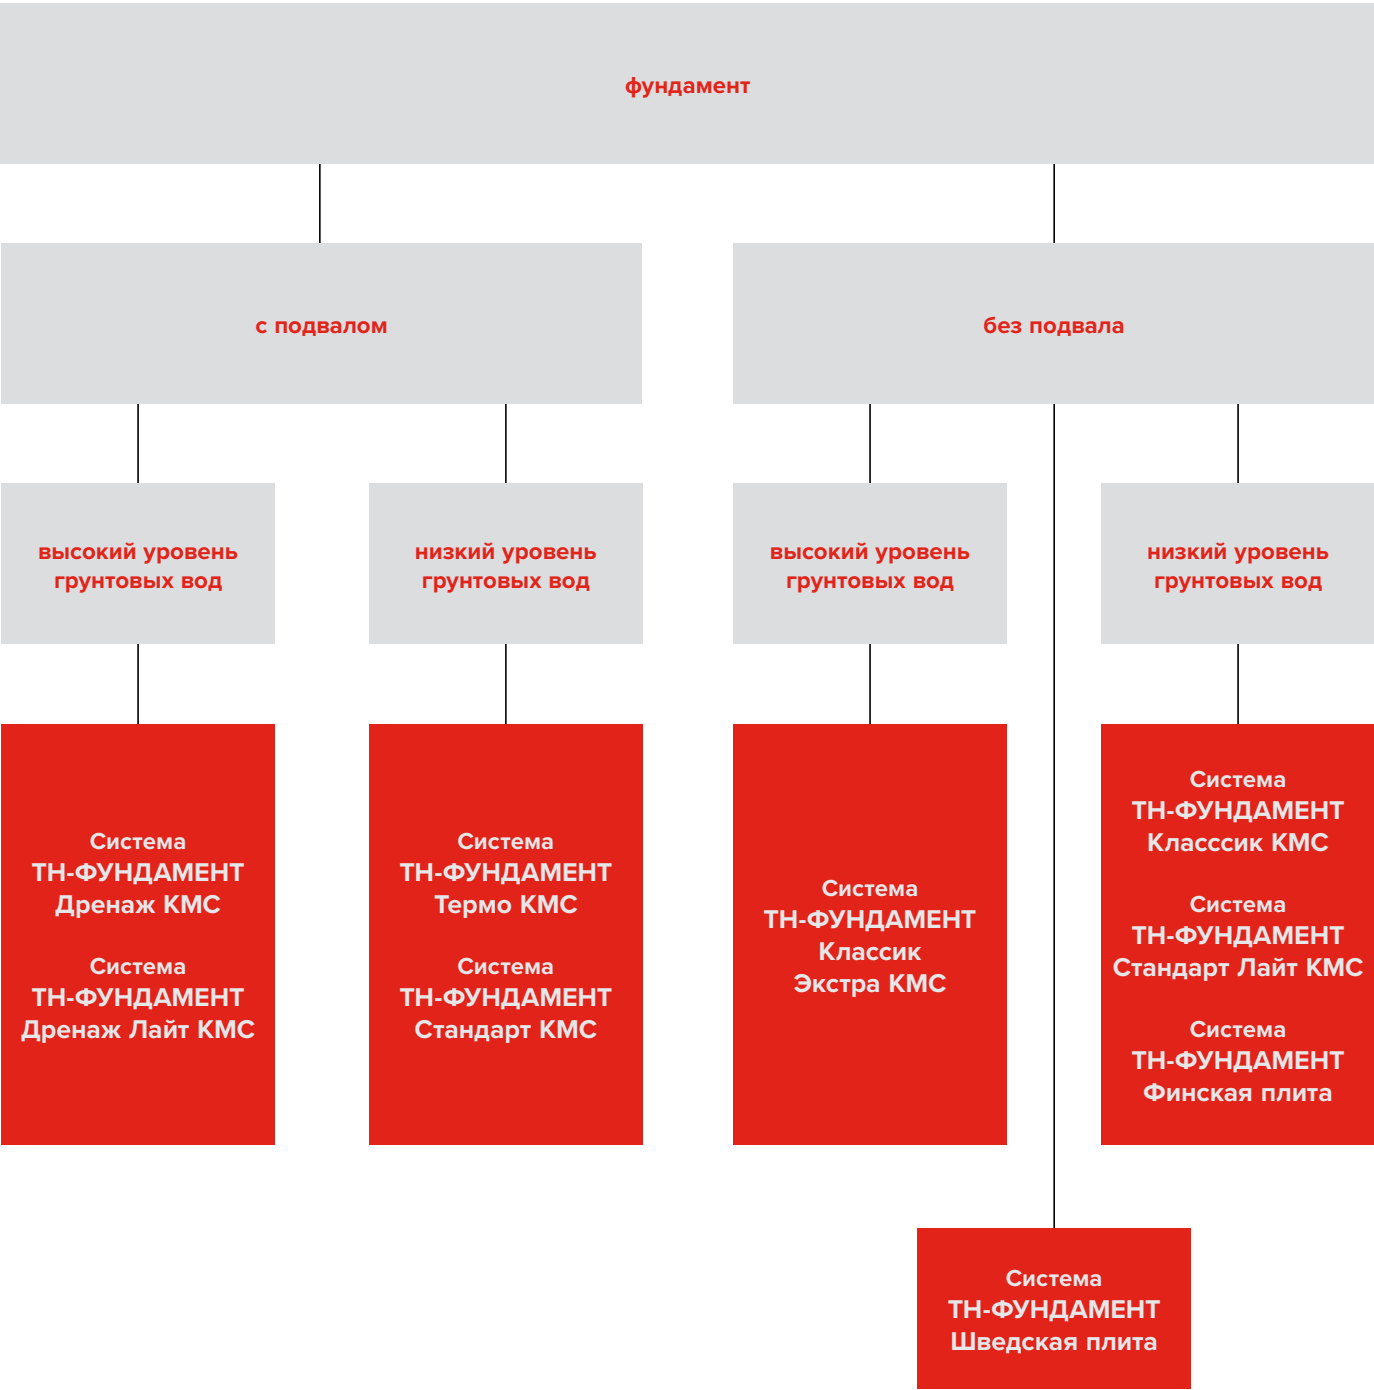 фундамент
с подвалом
без подвала
высокий уровень
грунтовых вод
низкий уровень
грунтовых вод
высокий уровень
грунтовых вод
низкий уровень
грунтовых вод
Система
ТН-ФУНДАМЕНТ
Дренаж КМС
Система
ТН-ФУНДАМЕНТ
Дренаж Лайт КМС
Система
ТН-ФУНДАМЕНТ
Термо КМС
Система
ТН-ФУНДАМЕНТ
Стандарт КМС
Система
ТН-ФУНДАМЕНТ
Классик
Экстра КМС
Система
ТН-ФУНДАМЕНТ
Класссик КМС
Система
ТН-ФУНДАМЕНТ
Стандарт Лайт КМС
Система
ТН-ФУНДАМЕНТ
Финская плита
Система
ТН-ФУНДАМЕНТ
Шведская плита